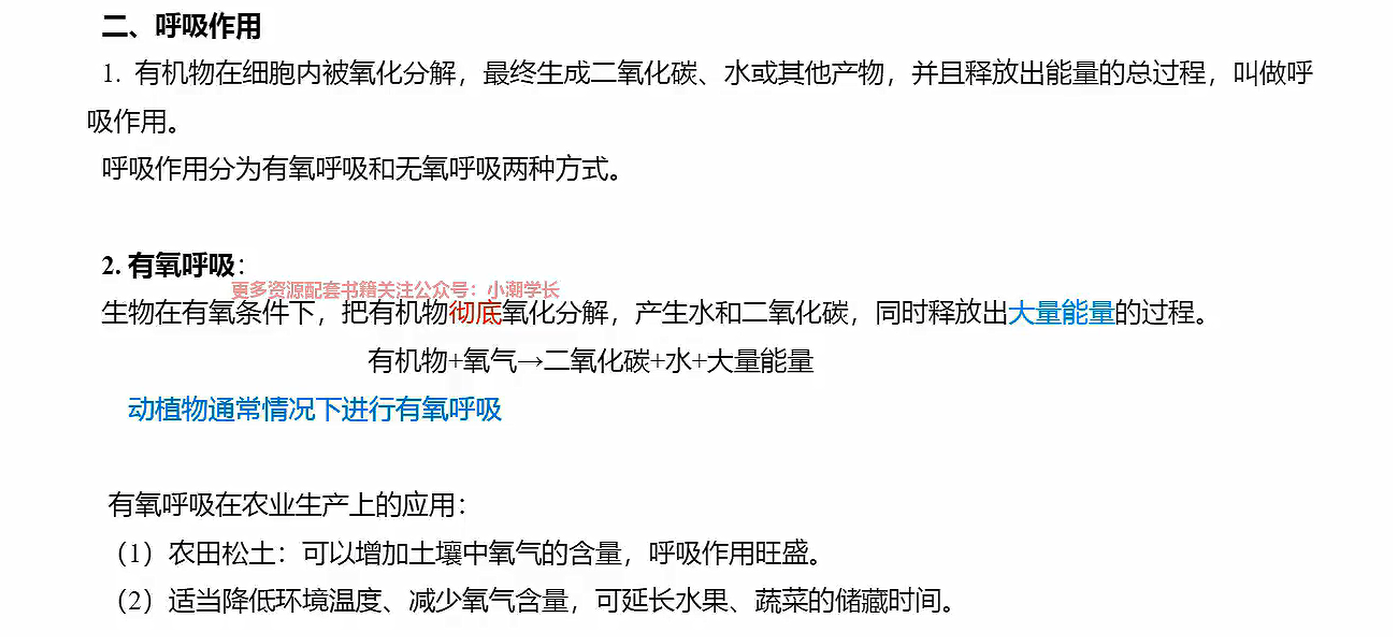 二、呼吸作用
1. 有机物在细胞内被氧化分解，最终生成二氧化碳、水或其他产物，并且释放出能量的总过程，叫做呼
吸作用。
呼吸作用分为有氧呼吸和无氧呼吸两种方式。
2. 有氧呼吸：
更多资源配套书籍关注公众号：小潮学长
生物在有氧条件下，把有机物彻底氧化分解，产生水和二氧化碳，同时释放出大量能量的过程。
有机物+氧气→二氧化碳+水+大量能量
动植物通常情况下进行有氧呼吸
有氧呼吸在农业生产上的应用：
（1）农田松土：可以增加土壤中氧气的含量，呼吸作用旺盛。
（2）适当降低环境温度、减少氧气含量，可延长水果、蔬菜的储藏时间。